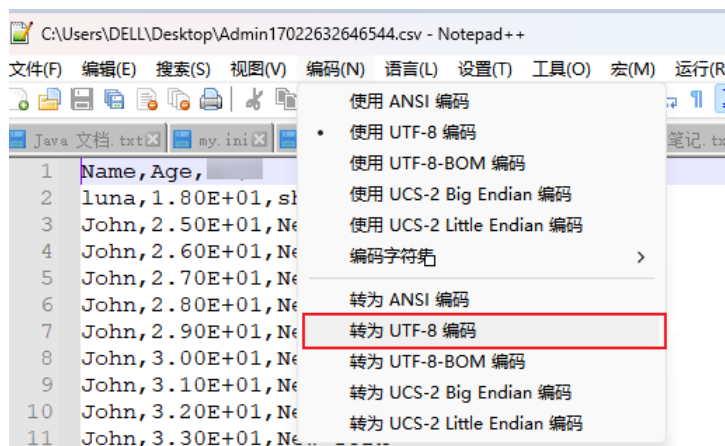 C:\Users\DELL\Desktop\Admin17022632646544.csv - Notepad++
文件(F) 编辑(E) 搜索(S) 视图(V) 编码(N) 语言(L) 设置(T) 工具(O) 宏(M) 运行(R
Java 文档.txt my.ini 笔记.tx
使用 ANSI 编码
使用 UTF-8 编码
使用 UTF-8-BOM 编码
使用 UCS-2 Big Endian 编码
使用 UCS-2 Little Endian 编码
编码字符集
转为 ANSI 编码
转为 UTF-8 编码
转为 UTF-8-BOM 编码
转为 UCS-2 Big Endian 编码
转为 UCS-2 Little Endian 编码
1 Name,Age,
2 luna,1.80E+01,sh
3 John,2.50E+01,Ne
4 John,2.60E+01,Ne
5 John,2.70E+01,Ne
6 John,2.80E+01,Ne
7 John,2.90E+01,Ne
8 John,3.00E+01,Ne
9 John,3.10E+01,Ne
10 John,3.20E+01,Ne
11 John,3.30E+01,New